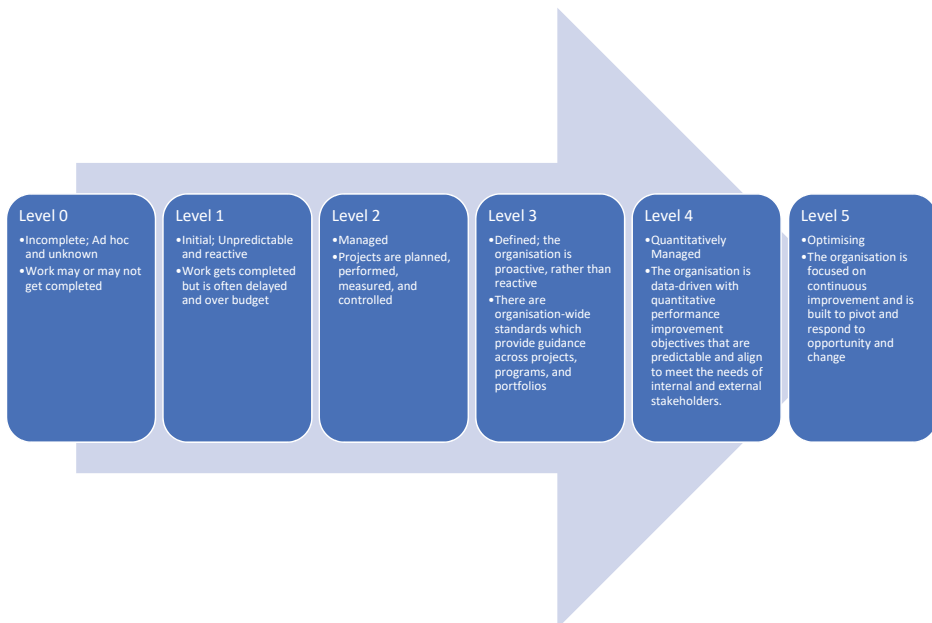 Level 0
•Incomplete; Ad hoc
and unknown
•Work may or may not
get completed
Level 1
•Initial; Unpredictable
and reactive
•Work gets completed
but is often delayed
and over budget
Level 2
•Managed
•Projects are planned,
performed,
measured, and
controlled
Level 3
•Defined; the
organisation is
proactive, rather than
reactive
•There are
organisation-wide
standards which
provide guidance
across projects,
programs, and
portfolios
Level 4
•Quantitatively
Managed
•The organisation is
data-driven with
quantitative
performance
improvement
objectives that are
predictable and align
to meet the needs of
internal and external
stakeholders.
Level 5
•Optimising
•The organisation is
focused on
continuous
improvement and is
built to pivot and
respond to
opportunity and
change